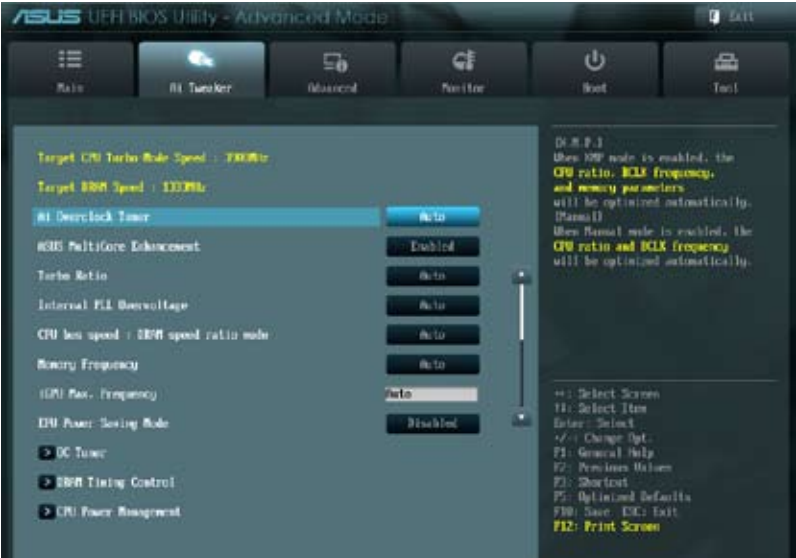 ASUS UEFI BIOS Utility - Advanced Mode
Exit
Main
Ai Tweaker
Advanced
Monitor
Boot
Tool
Target CPU Turbo Mode Speed : MHz
Target DRAM Speed : 1333MHz
Ai Overclock Tuner
Auto
ASUS MultiCore Enhancement
Enabled
Turbo Ratio
Auto
Internal PLL Overvoltage
Auto
CPU bus speed : DRAM speed ratio mode
Auto
Memory Frequency
Auto
iGPU Max. Frequency
Auto
EPU Power Saving Mode
Disabled
> OC Tuner
> DRAM Timing Control
> CPU Power Management
[X.M.P.]
When XMP mode is enabled, the
CPU ratio, BCLK frequency,
and memory parameters
will be optimized automatically.
[Manual]
When Manual mode is enabled, the
CPU ratio and BCLK frequency
will be optimized automatically.
→←: Select Screen
↑↓: Select Item
Enter: Select
+/-: Change Opt.
F1: General Help
F2: Previous Values
F3: Shortcut
F5: Optimized Defaults
F10: Save ESC: Exit
F12: Print Screen